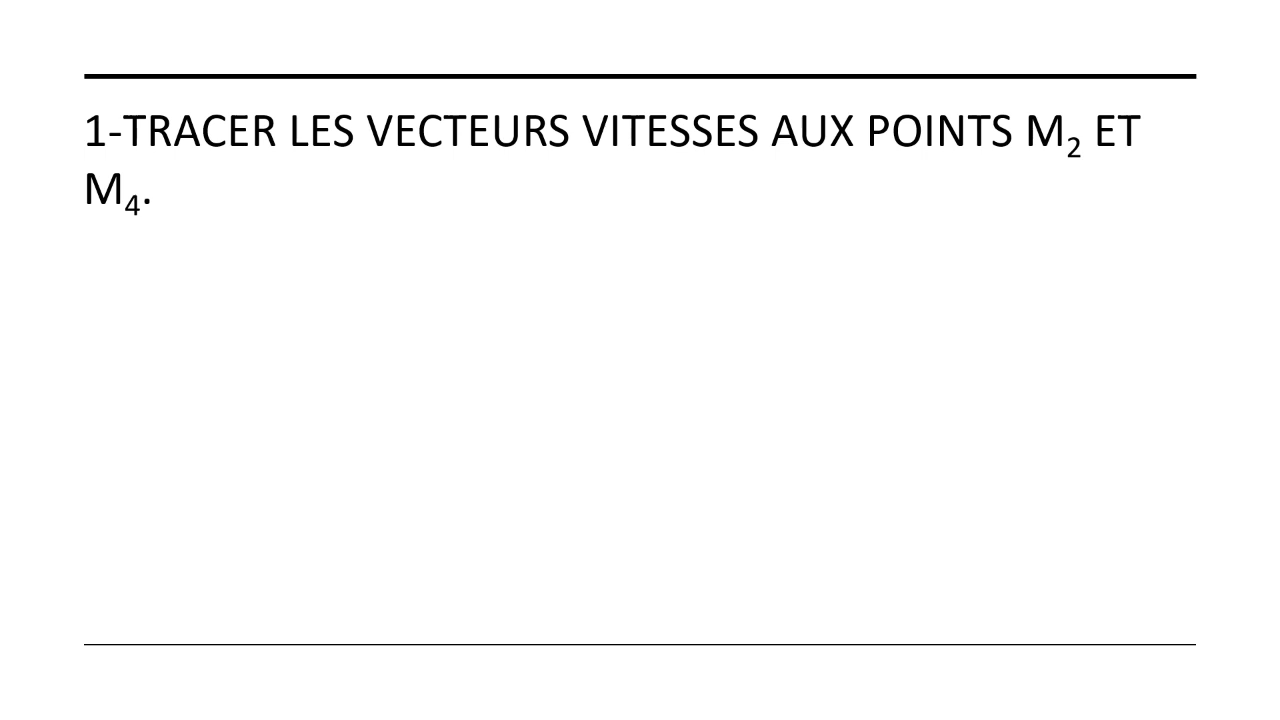 1-TRACER LES VECTEURS VITESSES AUX POINTS M₂ ET
M₄.